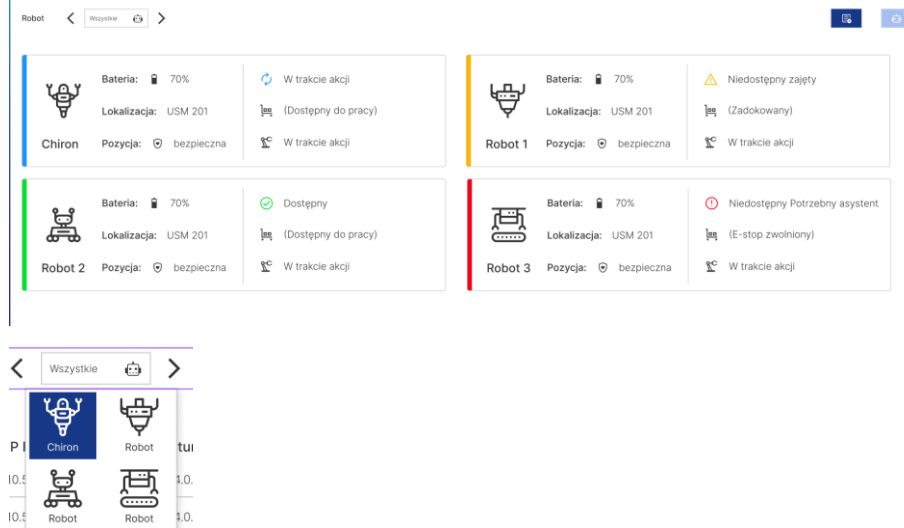 Robot
Wszystkie
Bateria: 70%
Lokalizacja: USM 201
Pozycja: bezpieczna
Chiron
W trakcie akcji
(Dostępny do pracy)
W trakcie akcji
Bateria: 70%
Lokalizacja: USM 201
Pozycja: bezpieczna
Robot 1
Niedostępny zajęty
(Zadokowany)
W trakcie akcji
Bateria: 70%
Lokalizacja: USM 201
Pozycja: bezpieczna
Robot 2
Dostępny
(Dostępny do pracy)
W trakcie akcji
Bateria: 70%
Lokalizacja: USM 201
Pozycja: bezpieczna
Robot 3
Niedostępny Potrzebny asystent
(E-stop zwolniony)
W trakcie akcji
Wszystkie
Chiron
Robot
Robot
Robot